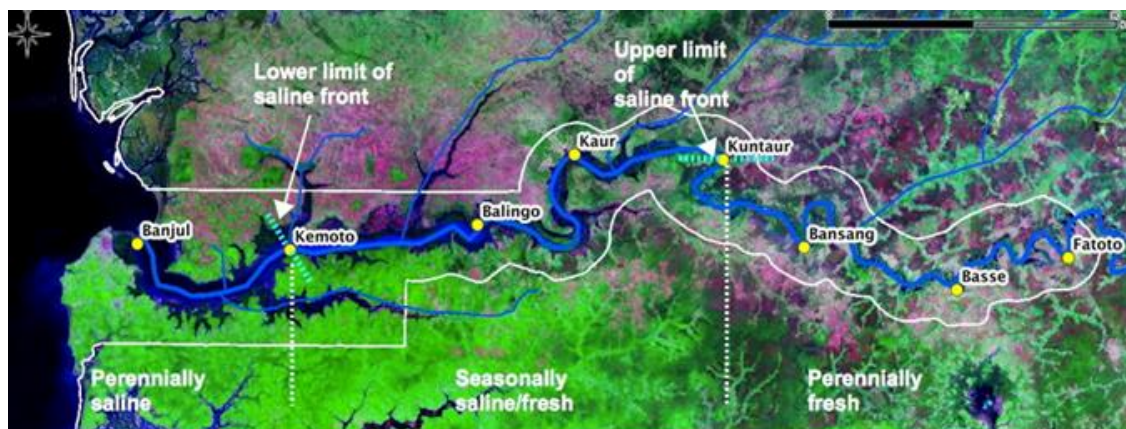 Lower limit of
saline front
Upper limit
of
saline front
Kaur
Kuntaur
Balingo
Banjul
Kemoto
Bansang
Fatoto
Basse
Perennially
saline
Seasonally
saline/fresh
Perennially
fresh